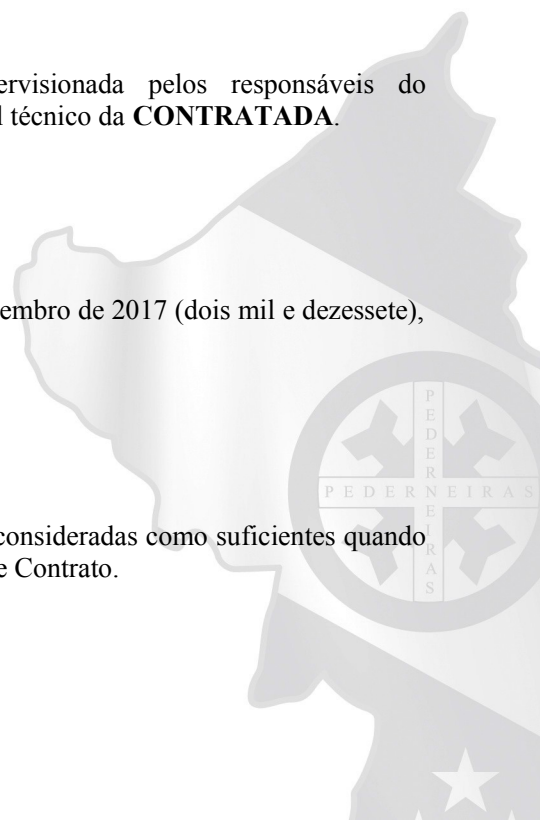 ervisionada pelos responsáveis do
l técnico da CONTRATADA.
embro de 2017 (dois mil e dezessete),
PEDERNEIRAS
PEDERNEIRAS
consideradas como suficientes quando
e Contrato.